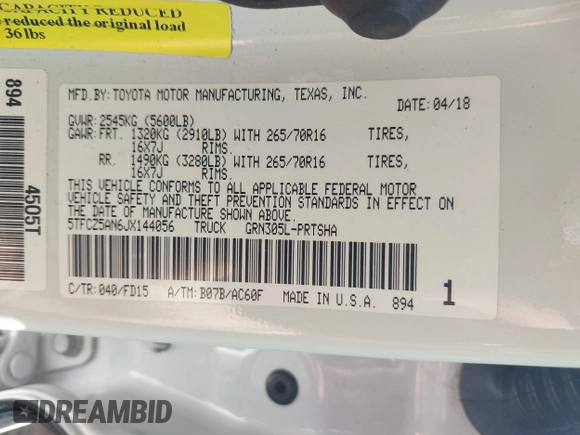 CAPACITY REDUCED
reduced the original load
36 lbs
894
4505T
MFD.BY: TOYOTA MOTOR MANUFACTURING, TEXAS, INC.
DATE: 04/18
GVWR: 2545KG (5600LB)
GAWR: FRT. 1320KG (2910LB) WITH 265/70R16 TIRES,
16X7J RIMS.
RR. 1490KG (3280LB) WITH 265/70R16 TIRES,
16X7J RIMS.
THIS VEHICLE CONFORMS TO ALL APPLICABLE FEDERAL MOTOR
VEHICLE SAFETY AND THEFT PREVENTION STANDARDS IN EFFECT ON
THE DATE OF MANUFACTURE SHOWN ABOVE.
5TFCZ5AN6JX144056 TRUCK GRN305L-PRTSHA
C/TR: 040/FD15 A/TM: B07B/AC60F MADE IN U.S.A. 894 1
DREAMBID